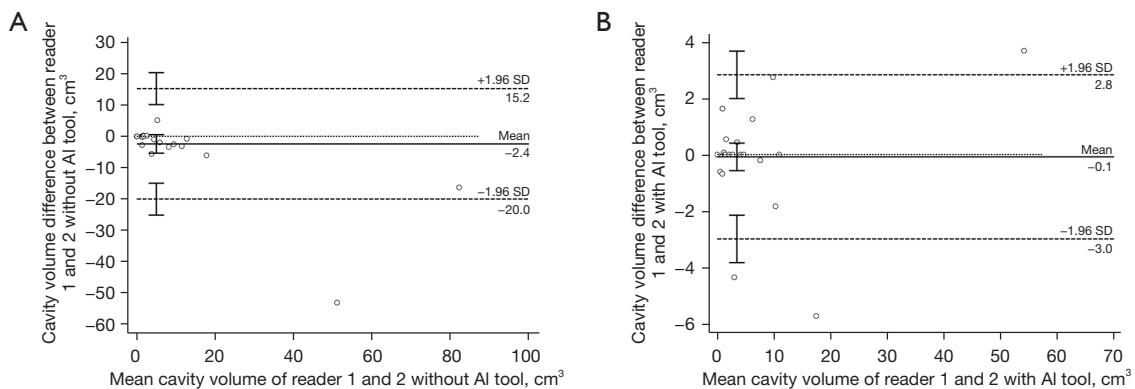 A
Cavity volume difference between reader
1 and 2 without AI tool, cm³
30
20
10
0
−10
−20
−30
−40
−50
−60
+1.96 SD
15.2
Mean
−2.4
−1.96 SD
−20.0
0 20 40 60 80 100
Mean cavity volume of reader 1 and 2 without AI tool, cm³
B
Cavity volume difference between reader
1 and 2 with AI tool, cm³
4
2
0
−2
−4
−6
+1.96 SD
2.8
Mean
−0.1
−1.96 SD
−3.0
0 10 20 30 40 50 60 70
Mean cavity volume of reader 1 and 2 with AI tool, cm³